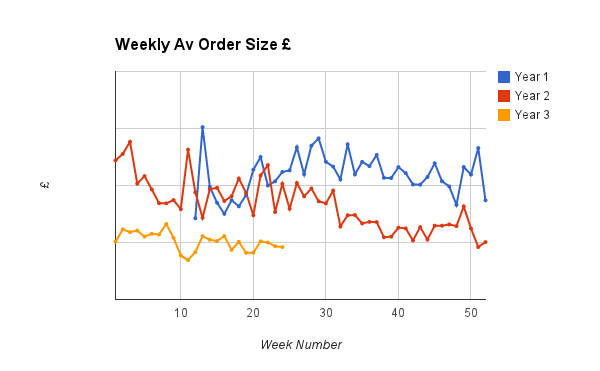 Weekly Av Order Size £
Year 1
Year 2
Year 3
£
10
20
30
40
50
Week Number